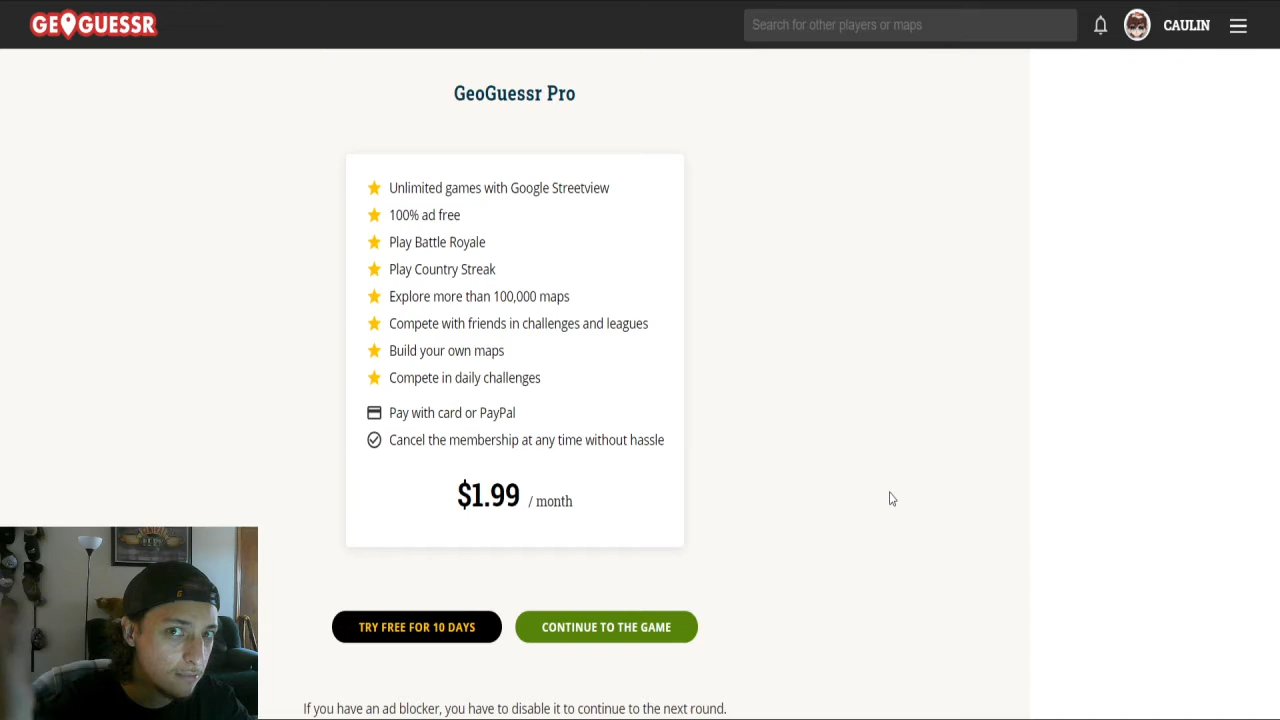 GEOGUESSR
Search for other players or maps
CAULIN
GeoGuessr Pro
Unlimited games with Google Streetview
100% ad free
Play Battle Royale
Play Country Streak
Explore more than 100,000 maps
Compete with friends in challenges and leagues
Build your own maps
Compete in daily challenges
Pay with card or PayPal
Cancel the membership at any time without hassle
$1.99 / month
TRY FREE FOR 10 DAYS
CONTINUE TO THE GAME
If you have an ad blocker, you have to disable it to continue to the next round.